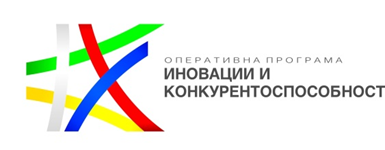 ОПЕРАТИВНА ПРОГРАМА
ИНОВАЦИИ И
КОНКУРЕНТОСПОСОБНОСТ